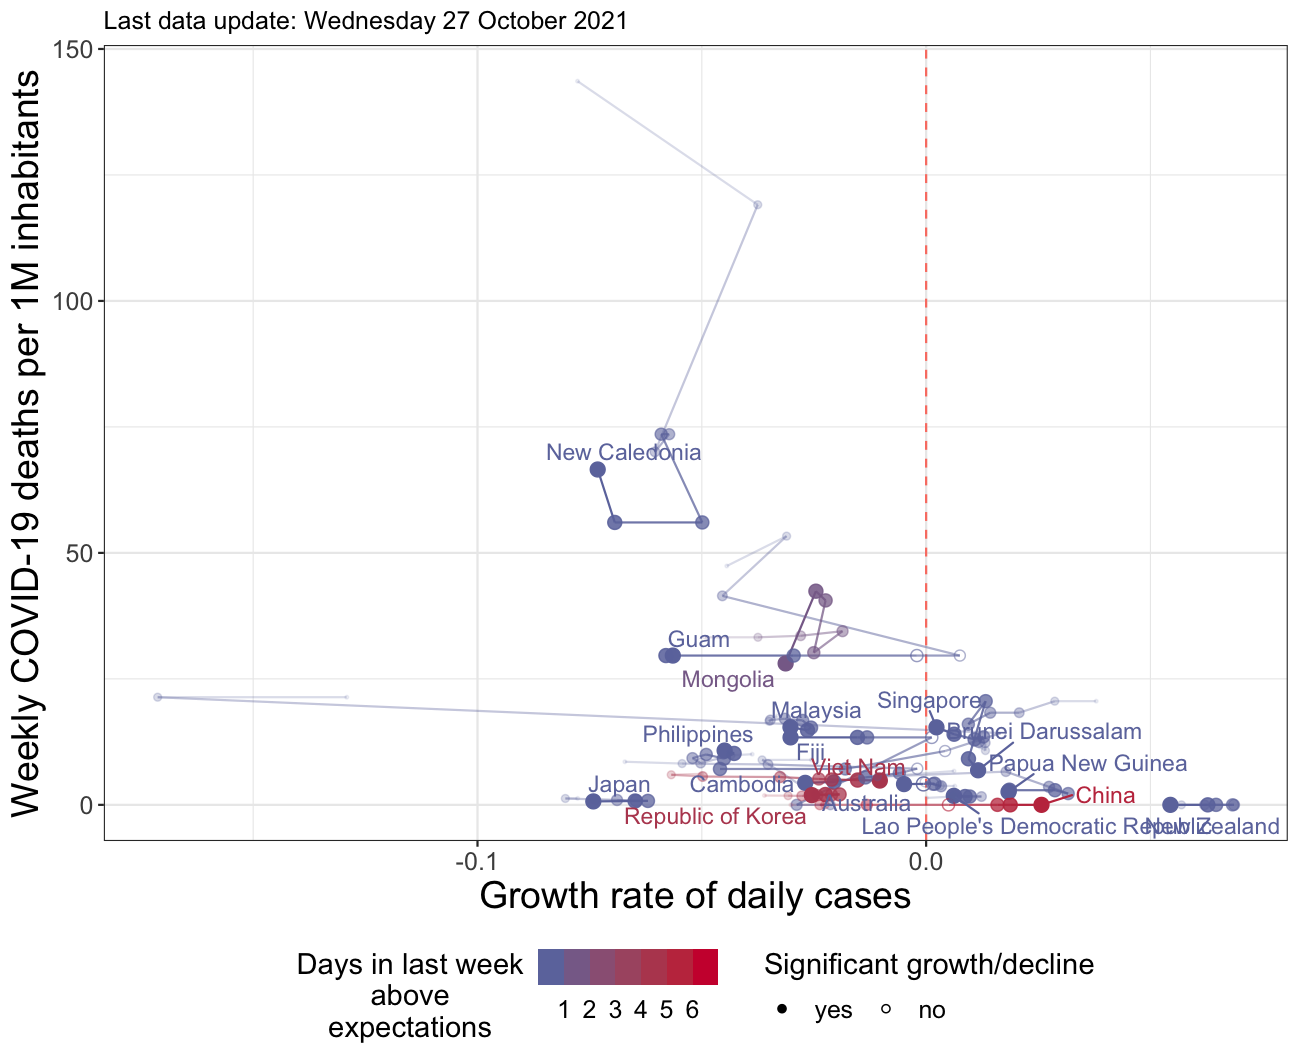 Last data update: Wednesday 27 October 2021
Weekly COVID-19 deaths per 1M inhabitants
150
100
50
0
New Caledonia
Guam
Mongolia
Singapore
Malaysia
Philippines
Brunei Darussalam
Fiji
Viet Nam
Papua New Guinea
Japan
Cambodia
China
Australia
Republic of Korea
Lao People's Democratic Republic
New Zealand
-0.1
0.0
Growth rate of daily cases
Days in last week
above
expectations
1 2 3 4 5 6
Significant growth/decline
yes
no